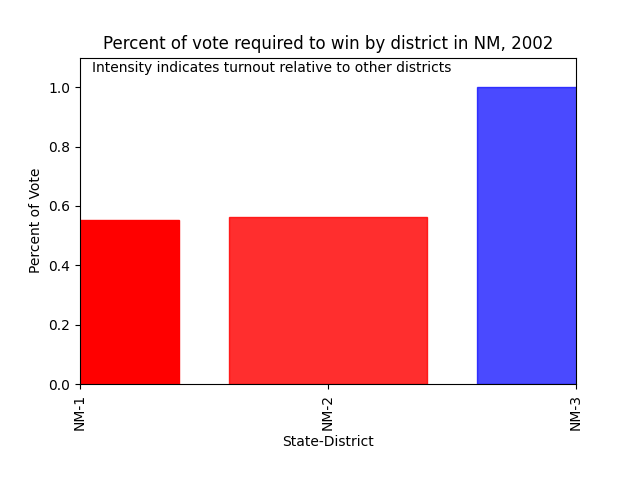 Percent of vote required to win by district in NM, 2002
Intensity indicates turnout relative to other districts
1.0
0.8
0.6
0.4
0.2
0.0
Percent of Vote
NM-1
NM-2
NM-3
State-District